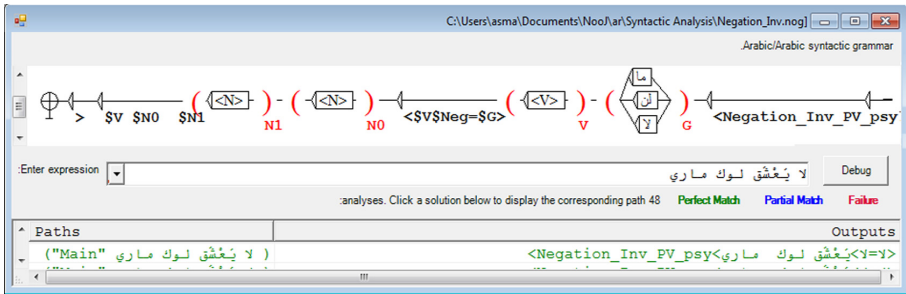 C:\Users\asma\Documents\NooJ\ar\Syntactic Analysis\Negation_Inv.nog]
.Arabic/Arabic syntactic grammar
> $V $N0 $N1 (<N>) N1 - (<N>) N0 <$V$Neg=$G> (<V>) V - ( ما لن لا ) G <Negation_Inv_PV_psy
:Enter expression لا يَعْشَق لوك ماري Debug
:analyses. Click a solution below to display the corresponding path 48 Perfect Match Partial Match Failure
Paths Outputs
("Main" لا يَعْشَق لوك ماري ) <Negation_Inv_PV_psy<لا=لا>يَعْشَق لوك ماري>